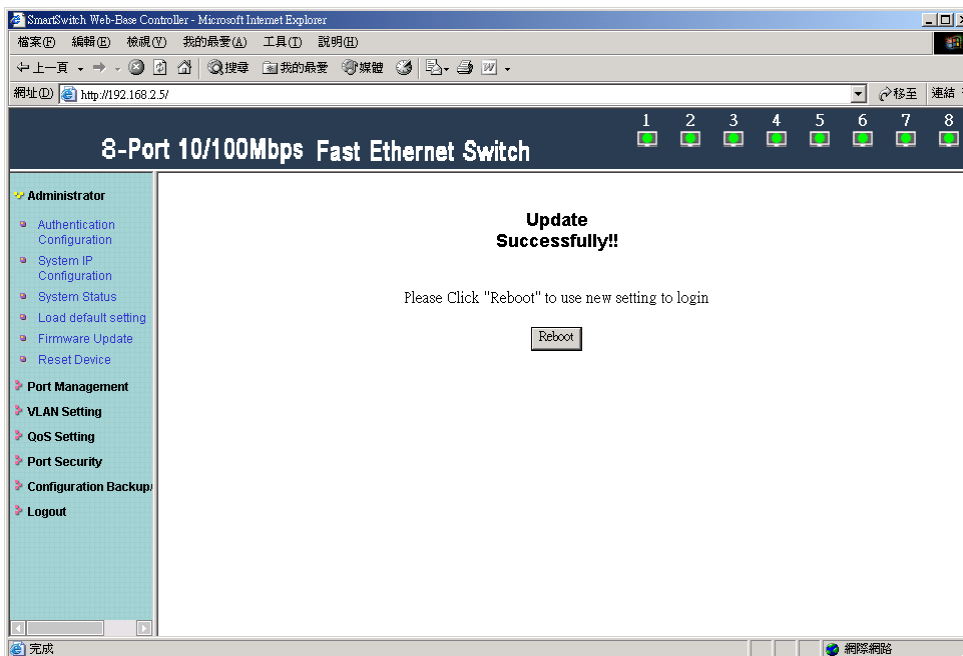 SmartSwitch Web-Base Controller - Microsoft Internet Explorer
檔案(F) 編輯(E) 檢視(V) 我的最愛(A) 工具(T) 說明(H)
上一頁 搜尋 我的最愛 媒體
網址(D) http://192.168.2.5/ 移至 連結
8-Port 10/100Mbps Fast Ethernet Switch
1 2 3 4 5 6 7 8
Administrator
Authentication
Configuration
System IP
Configuration
System Status
Load default setting
Firmware Update
Reset Device
Port Management
VLAN Setting
QoS Setting
Port Security
Configuration Backup/
Logout
Update
Successfully!!
Please Click "Reboot" to use new setting to login
Reboot
完成 網際網路